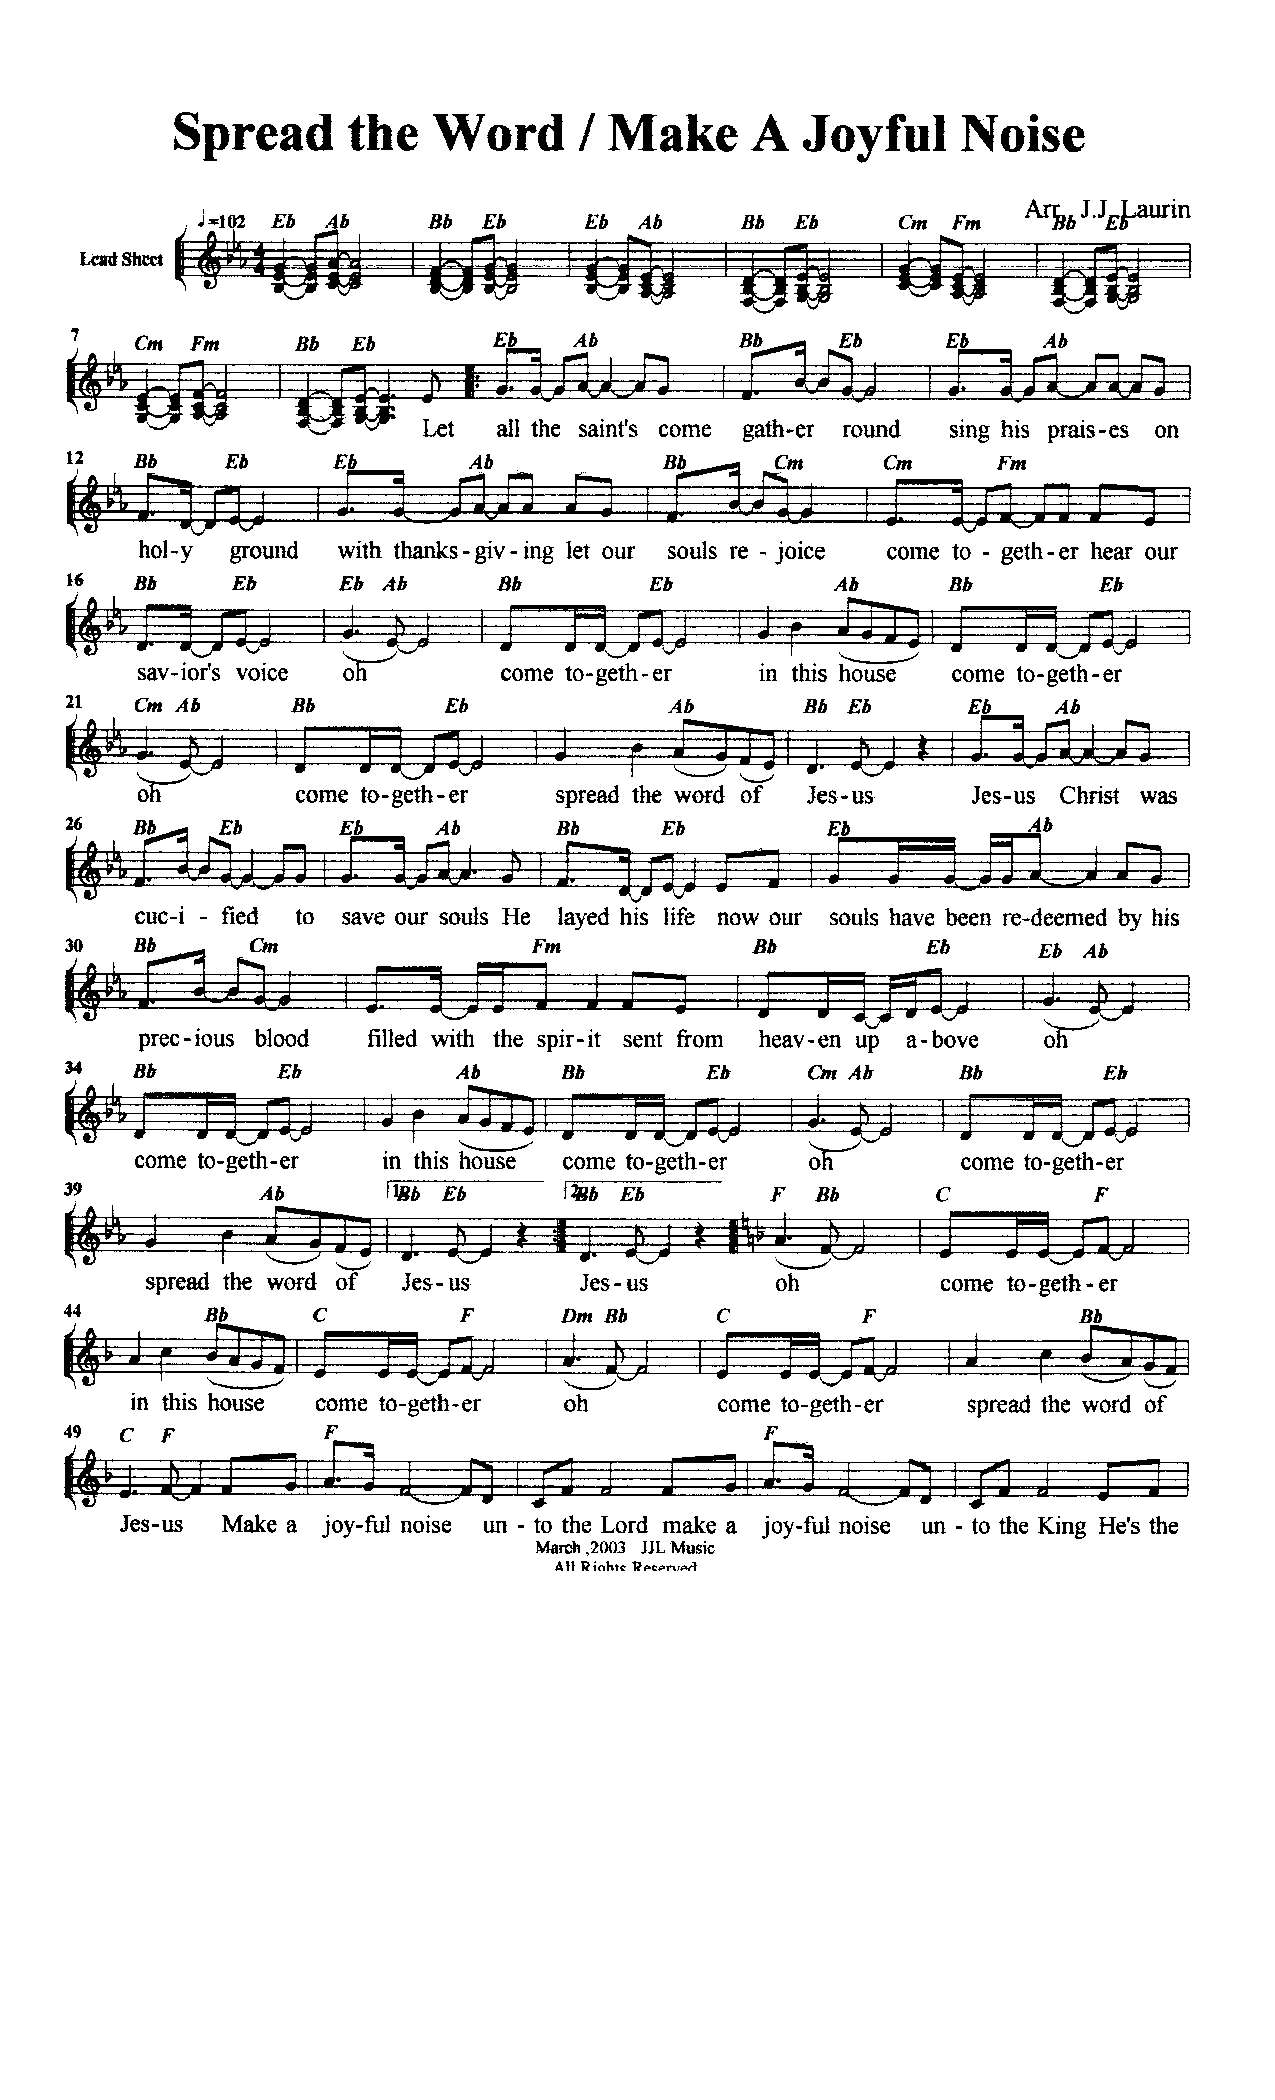 Spread the Word / Make A Joyful Noise
Arr. J.J. Laurin
♩=102 Eb Ab Bb Eb Eb Ab Bb Eb Cm Fm Bb Eb
Lead Sheet
7 Cm Fm Bb Eb Eb Ab Bb Eb Eb Ab
Let all the saint's come gath-er round sing his prais-es on
12 Bb Eb Eb Ab Bb Cm Cm Fm
hol-y ground with thanks-giv-ing let our souls re - joice come to - geth-er hear our
16 Bb Eb Eb Ab Bb Eb Ab Bb Eb
sav-ior's voice oh come to-geth-er in this house come to-geth-er
21 Cm Ab Bb Eb Ab Bb Eb Eb Ab
oh come to-geth-er spread the word of Jes-us Jes-us Christ was
26 Bb Eb Eb Ab Bb Eb Eb Ab
cuc-i - fied to save our souls He layed his life now our souls have been re-deemed by his
30 Bb Cm Fm Bb Eb Eb Ab
prec-ious blood filled with the spir-it sent from heav-en up a-bove oh
34 Bb Eb Ab Bb Eb Cm Ab Bb Eb
come to-geth-er in this house come to-geth-er oh come to-geth-er
39 Ab 1. Bb Eb 2. Bb Eb F Bb C F
spread the word of Jes-us Jes-us oh come to-geth-er
44 Bb C F Dm Bb C F Bb
in this house come to-geth-er oh come to-geth-er spread the word of
49 C F F F
Jes-us Make a joy-ful noise un - to the Lord make a joy-ful noise un - to the King He's the
March ,2003 JJL Music
All Rights Reserved